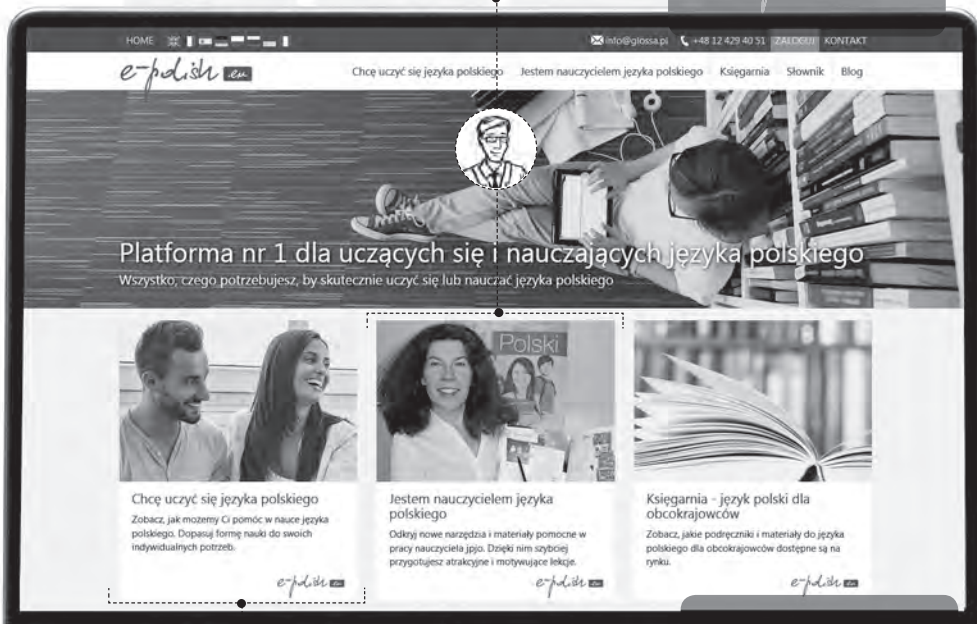 HOME
info@glossa.pl +48 12 429 40 51 ZALOGUJ KONTAKT
e-polish.eu
Chcę uczyć się języka polskiego Jestem nauczycielem języka polskiego Księgarnia Słownik Blog
Platforma nr 1 dla uczących się i nauczających języka polskiego
Wszystko, czego potrzebujesz, by skutecznie uczyć się lub nauczać języka polskiego
Polski
Chcę uczyć się języka polskiego
Zobacz, jak możemy Ci pomóc w nauce języka
polskiego. Dopasuj formę nauki do swoich
indywidualnych potrzeb.
e-polish.eu
Jestem nauczycielem języka
polskiego
Odkryj nowe narzędzia i materiały pomocne w
pracy nauczyciela jpjo. Dzięki nim szybciej
przygotujesz atrakcyjne i motywujące lekcje.
e-polish.eu
Księgarnia - język polski dla
obcokrajowców
Zobacz, jakie podręczniki i materiały do języka
polskiego dla obcokrajowców dostępne są na
rynku.
e-polish.eu